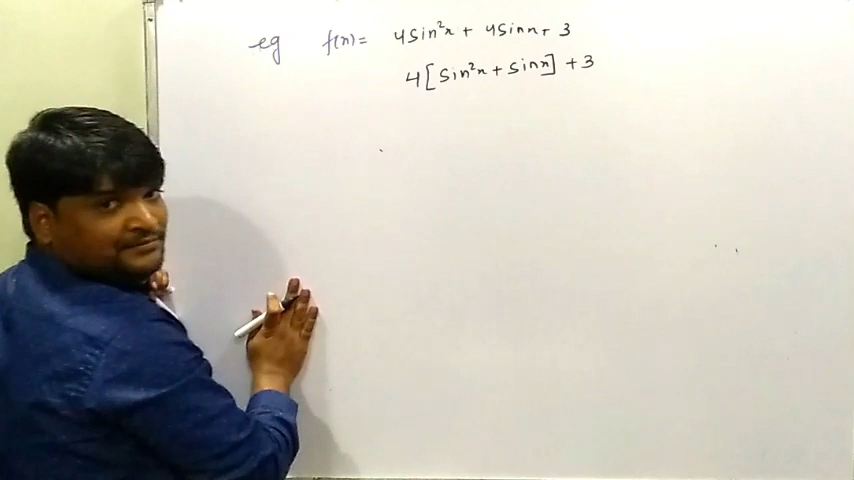 eg f(x) = 4sin²x + 4sinx + 3
4[sin²x + sinx] + 3